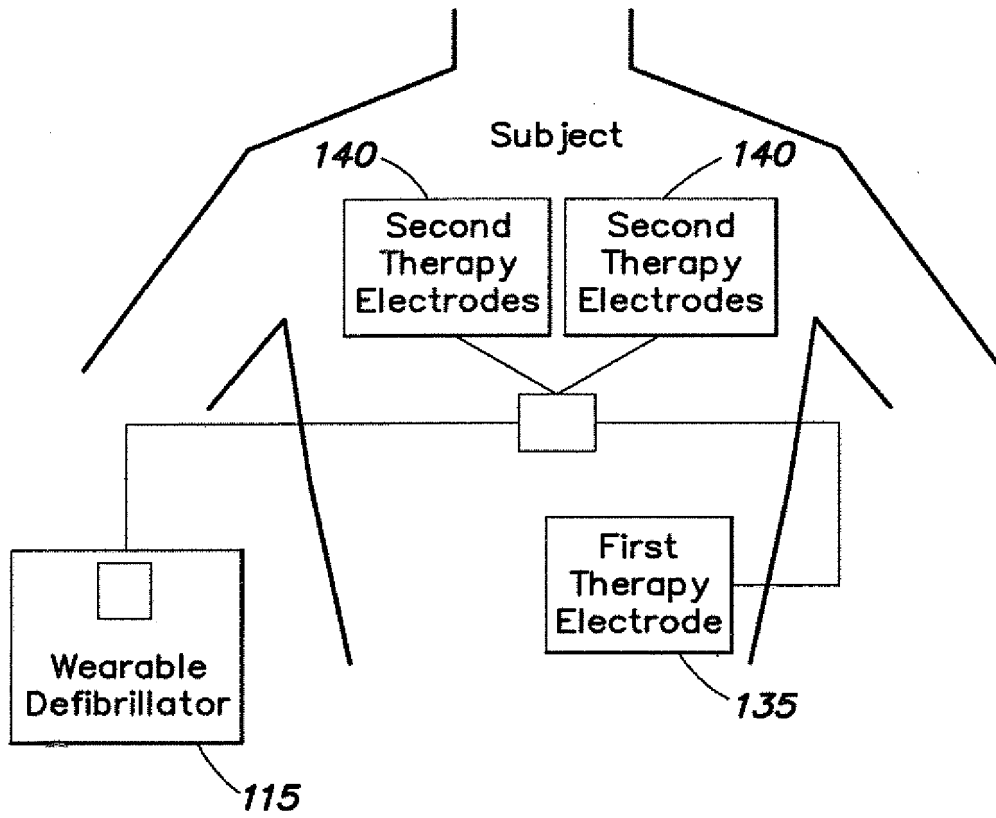 Subject
140
140
Second
Therapy
Electrodes
Second
Therapy
Electrodes
First
Therapy
Electrode
135
Wearable
Defibrillator
115